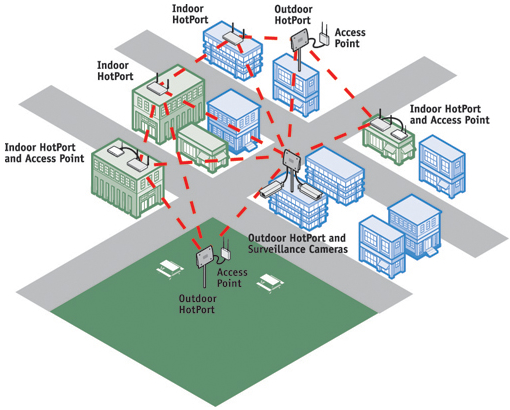 Indoor
HotPort
Outdoor
HotPort
Access
Point
Indoor
HotPort
Indoor HotPort
and Access Point
Indoor HotPort
and Access Point
Outdoor HotPort and
Surveillance Cameras
Access
Point
Outdoor
HotPort